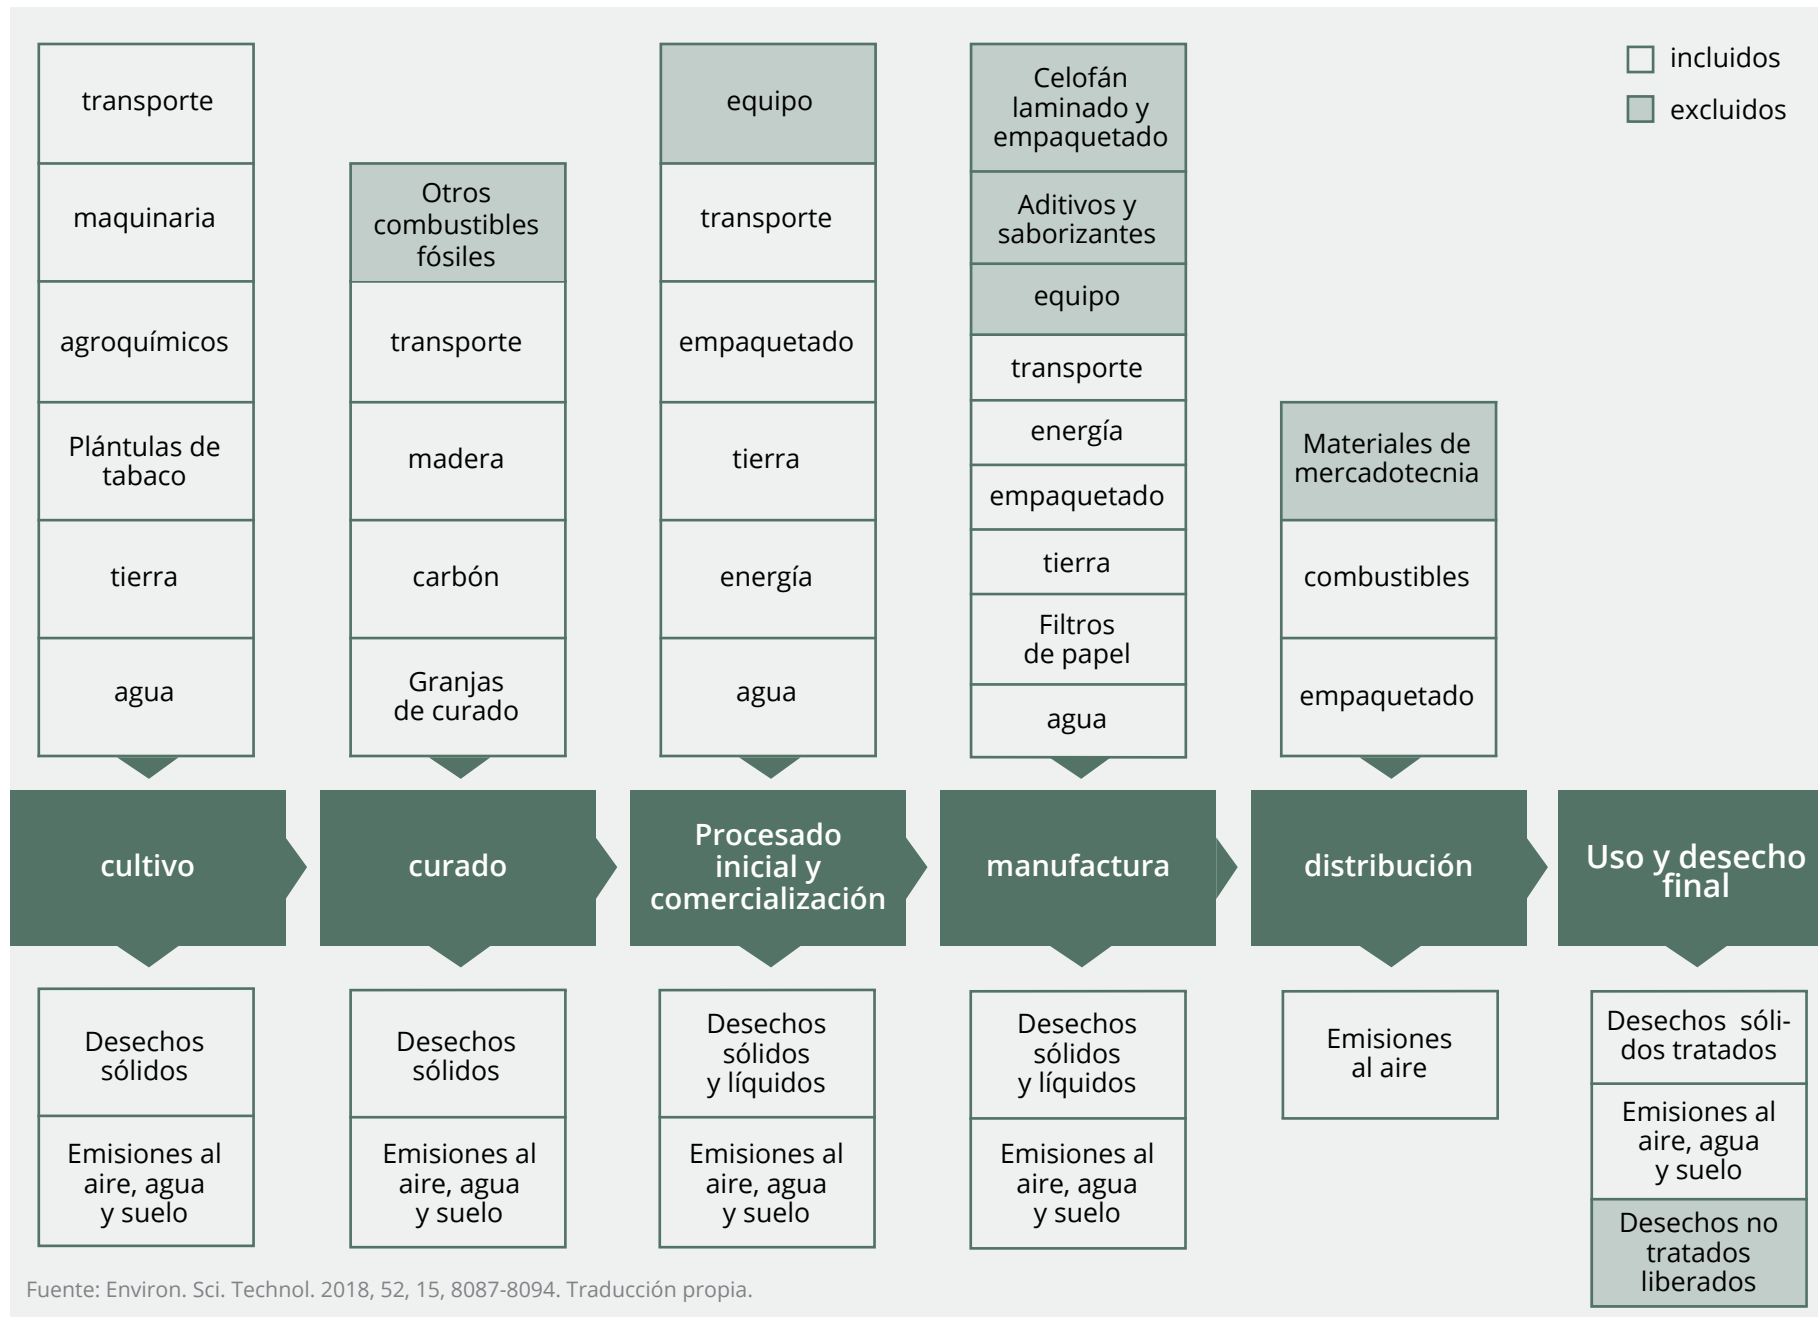 transporte
maquinaria
agroquímicos
Plántulas de
tabaco
tierra
agua
Otros
combustibles
fósiles
transporte
madera
carbón
Granjas
de curado
equipo
transporte
empaquetado
tierra
energía
agua
Celofán
laminado y
empaquetado
Aditivos y
saborizantes
equipo
transporte
energía
empaquetado
tierra
Filtros
de papel
agua
Materiales de
mercadotecnia
combustibles
empaquetado
incluidos
excluidos
cultivo
curado
Procesado
inicial y
comercialización
manufactura
distribución
Uso y desecho
final
Desechos
sólidos
Emisiones al
aire, agua
y suelo
Desechos
sólidos
Emisiones al
aire, agua
y suelo
Desechos
sólidos
y líquidos
Emisiones al
aire, agua
y suelo
Desechos
sólidos
y líquidos
Emisiones al
aire, agua
y suelo
Emisiones
al aire
Desechos sóli-
dos tratados
Emisiones al
aire, agua
y suelo
Desechos no
tratados
liberados
Fuente: Environ. Sci. Technol. 2018, 52, 15, 8087-8094. Traducción propia.